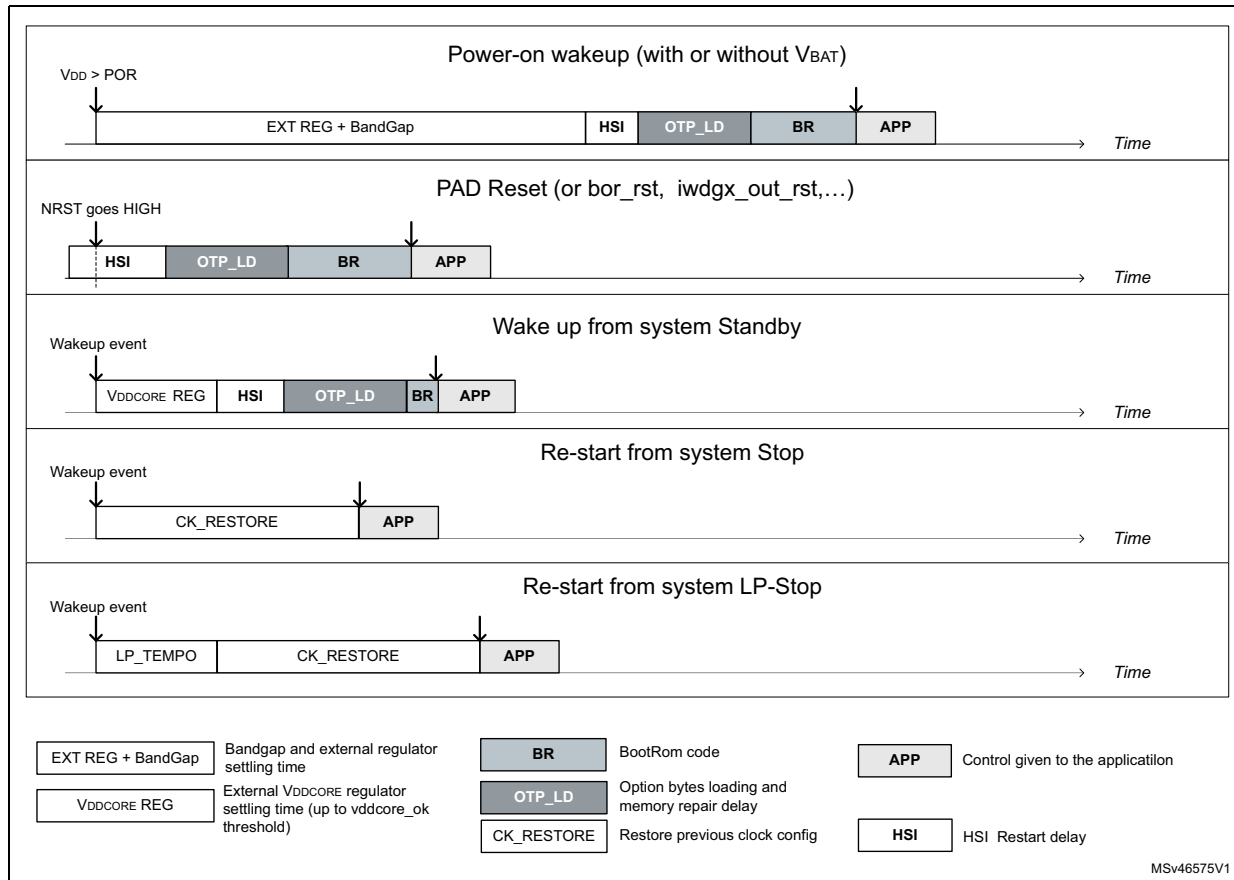 Power-on wakeup (with or without VBAT)
VDD > POR
EXT REG + BandGap HSI OTP_LD BR APP
Time
PAD Reset (or bor_rst, iwdgx_out_rst,…)
NRST goes HIGH
HSI OTP_LD BR APP
Time
Wake up from system Standby
Wakeup event
VDDCORE REG HSI OTP_LD BR APP
Time
Re-start from system Stop
Wakeup event
CK_RESTORE APP
Time
Re-start from system LP-Stop
Wakeup event
LP_TEMPO CK_RESTORE APP
Time
EXT REG + BandGap
Bandgap and external regulator
settling time
VDDCORE REG
External VDDCORE regulator
settling time (up to vddcore_ok
threshold)
BR
BootRom code
OTP_LD
Option bytes loading and
memory repair delay
CK_RESTORE
Restore previous clock config
APP
Control given to the applicatilon
HSI
HSI Restart delay
MSv46575V1